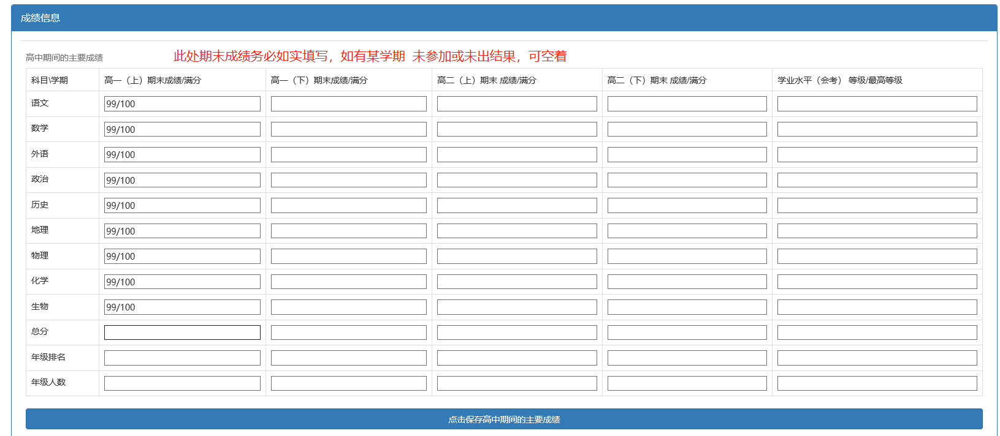 成绩信息
高中期间的主要成绩 此处期末成绩务必如实填写，如有某学期 未参加或未出结果，可空着
科目\学期 高一（上）期末成绩/满分 高一（下）期末成绩/满分 高二（上）期末 成绩/满分 高二（下）期末 成绩/满分 学业水平（会考） 等级/最高等级
语文 99/100
数学 99/100
外语 99/100
政治 99/100
历史 99/100
地理 99/100
物理 99/100
化学 99/100
生物 99/100
总分
年级排名
年级人数
点击保存高中期间的主要成绩